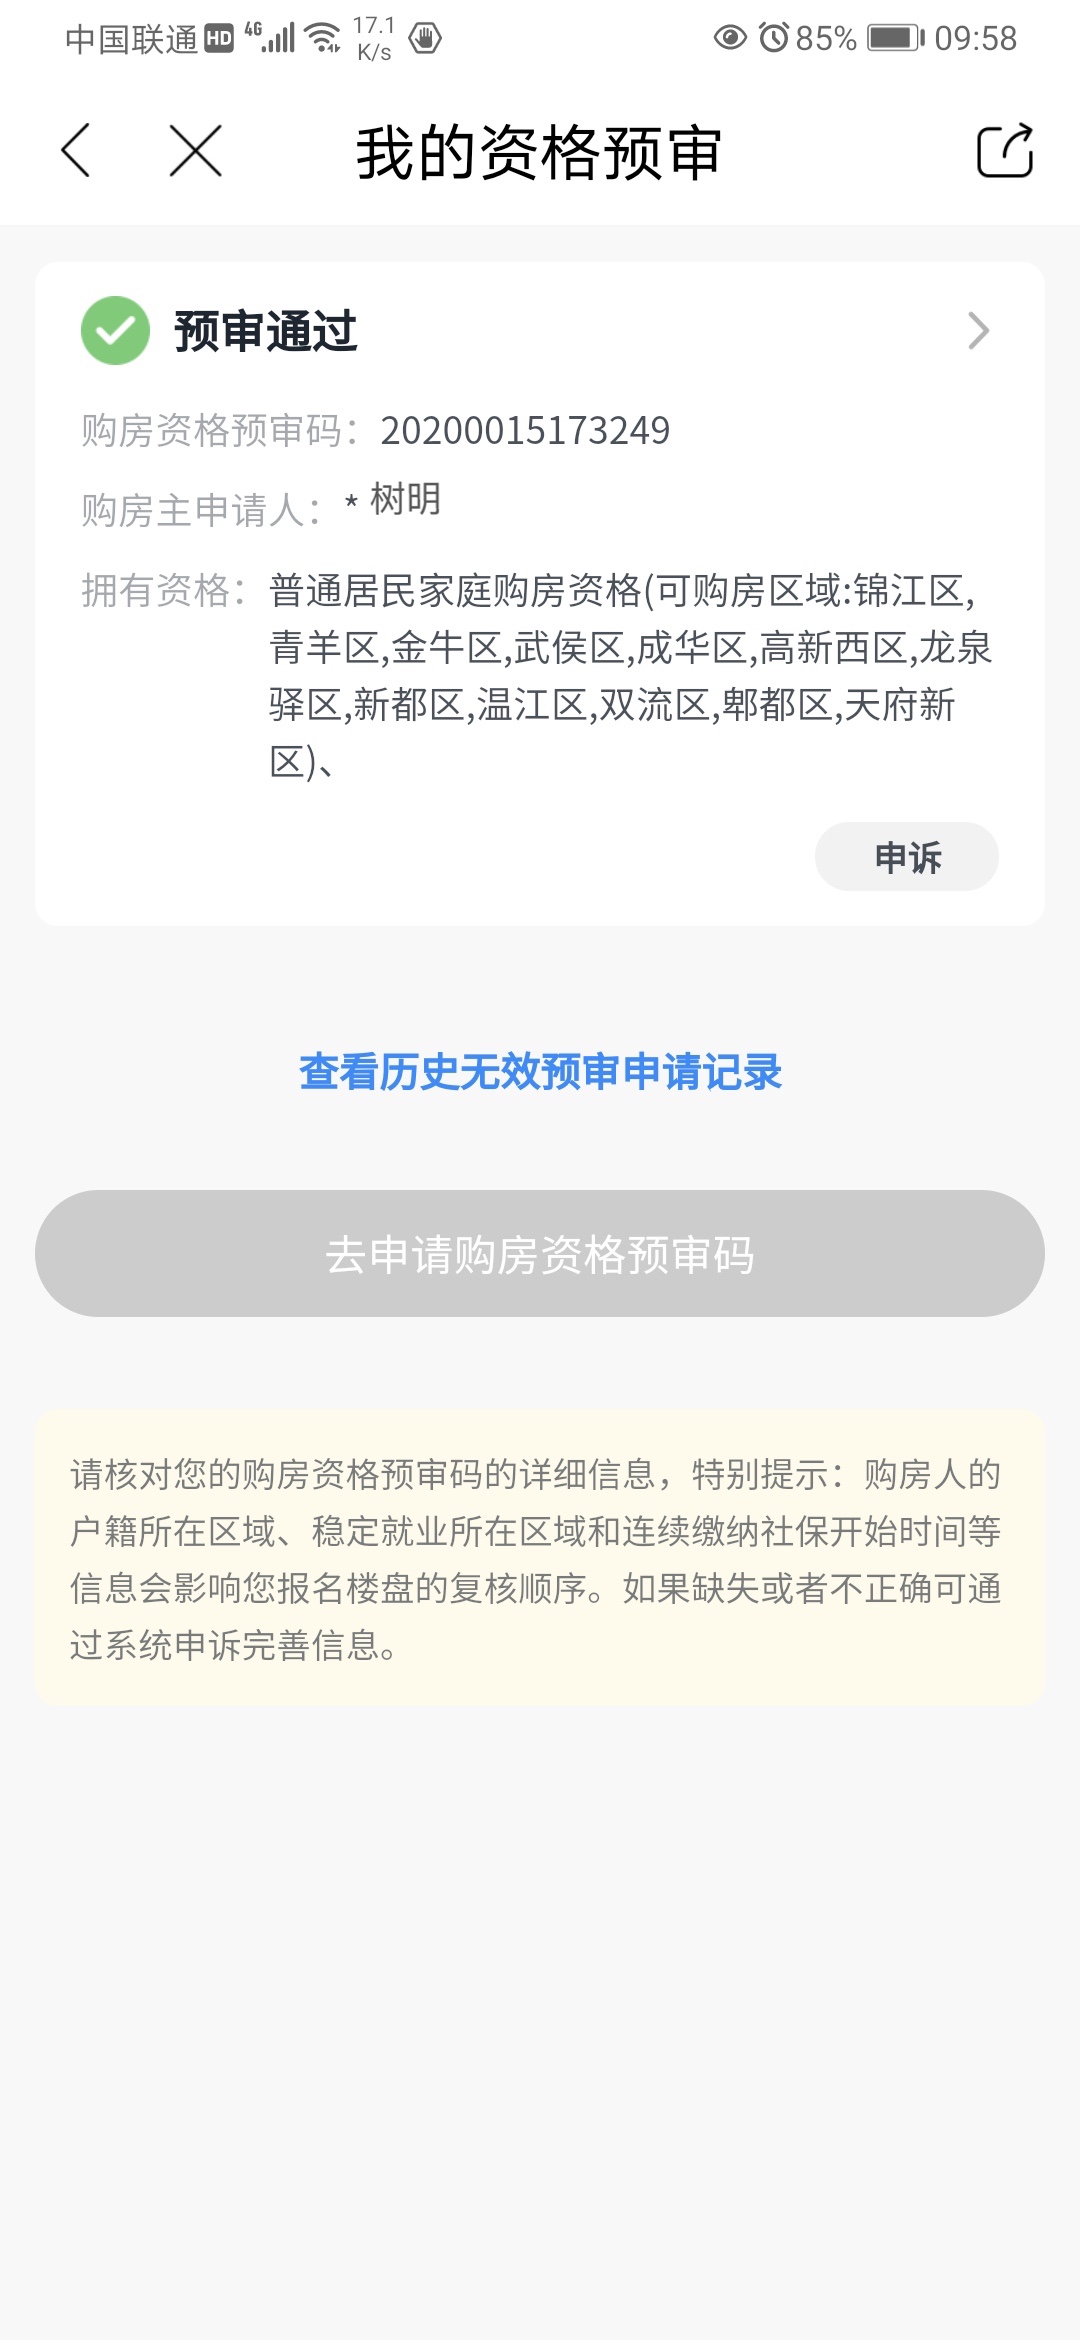 中国联通 HD 4G 17.1 K/s 85% 09:58
我的资格预审
预审通过
购房资格预审码：20200015173249
购房主申请人：* 树明
拥有资格：普通居民家庭购房资格(可购房区域:锦江区,
青羊区,金牛区,武侯区,成华区,高新西区,龙泉
驿区,新都区,温江区,双流区,郫都区,天府新
区)、
申诉
查看历史无效预审申请记录
去申请购房资格预审码
请核对您的购房资格预审码的详细信息，特别提示：购房人的
户籍所在区域、稳定就业所在区域和连续缴纳社保开始时间等
信息会影响您报名楼盘的复核顺序。如果缺失或者不正确可通
过系统申诉完善信息。